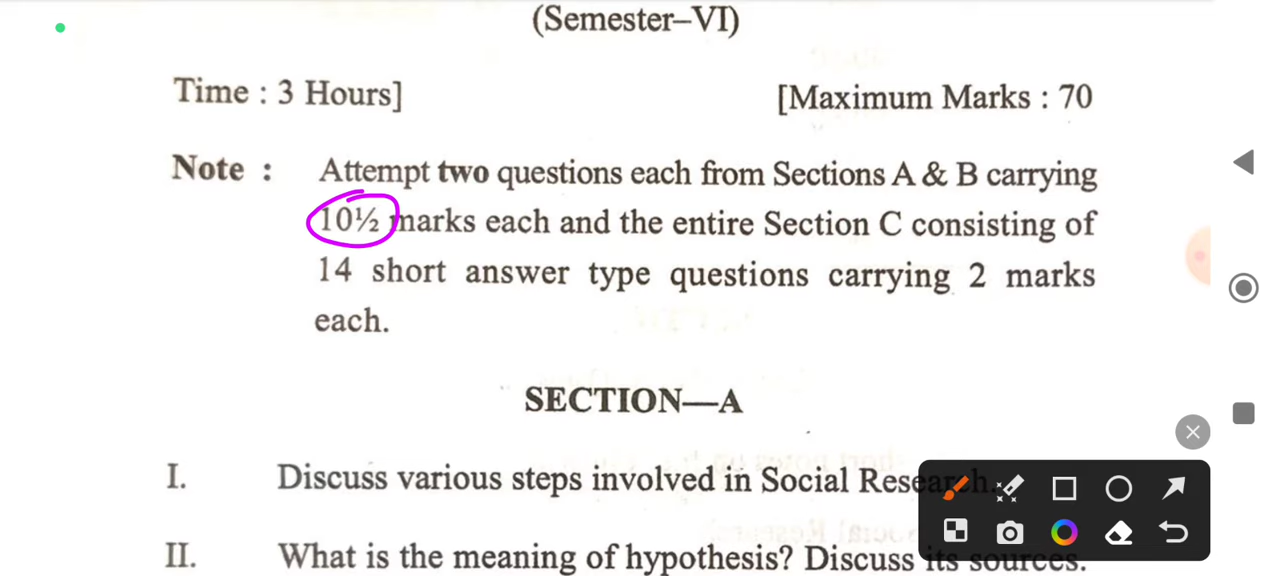 (Semester–VI)
Time : 3 Hours] [Maximum Marks : 70
Note : Attempt two questions each from Sections A & B carrying
10½ marks each and the entire Section C consisting of
14 short answer type questions carrying 2 marks
each.
SECTION—A
I. Discuss various steps involved in Social Research.
II. What is the meaning of hypothesis? Discuss its sources.